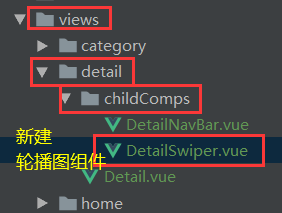 views
category
detail
childComps
DetailNavBar.vue
新建
DetailSwiper.vue
轮播图组件
Detail.vue
home